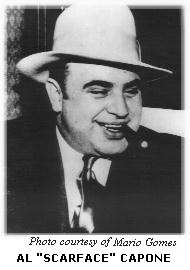 Photo courtesy of Mario Gomes
AL "SCARFACE" CAPONE